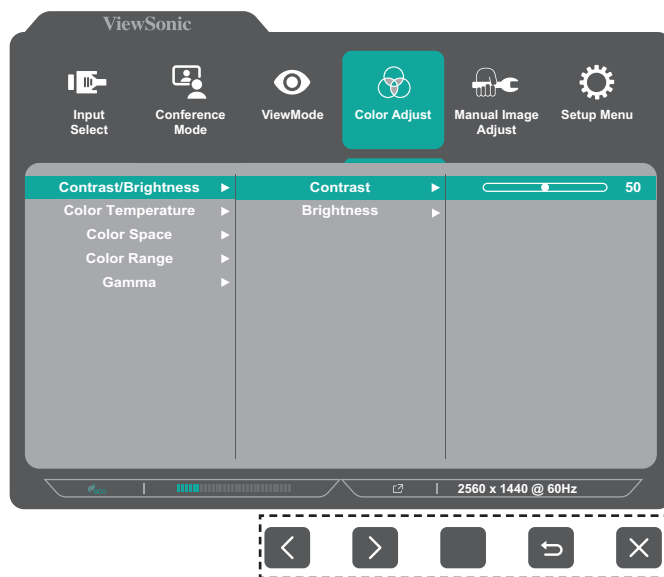 ViewSonic
Input
Select
Conference
Mode
ViewMode
Color Adjust
Manual Image
Adjust
Setup Menu
Contrast/Brightness
Contrast
50
Color Temperature
Brightness
Color Space
Color Range
Gamma
2560 x 1440 @ 60Hz